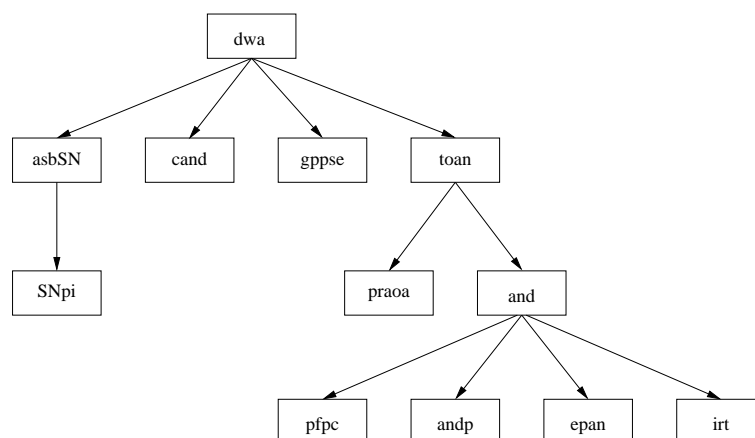 dwa
asbSN
cand
gppse
toan
SNpi
praoa
and
pfpc
andp
epan
irt